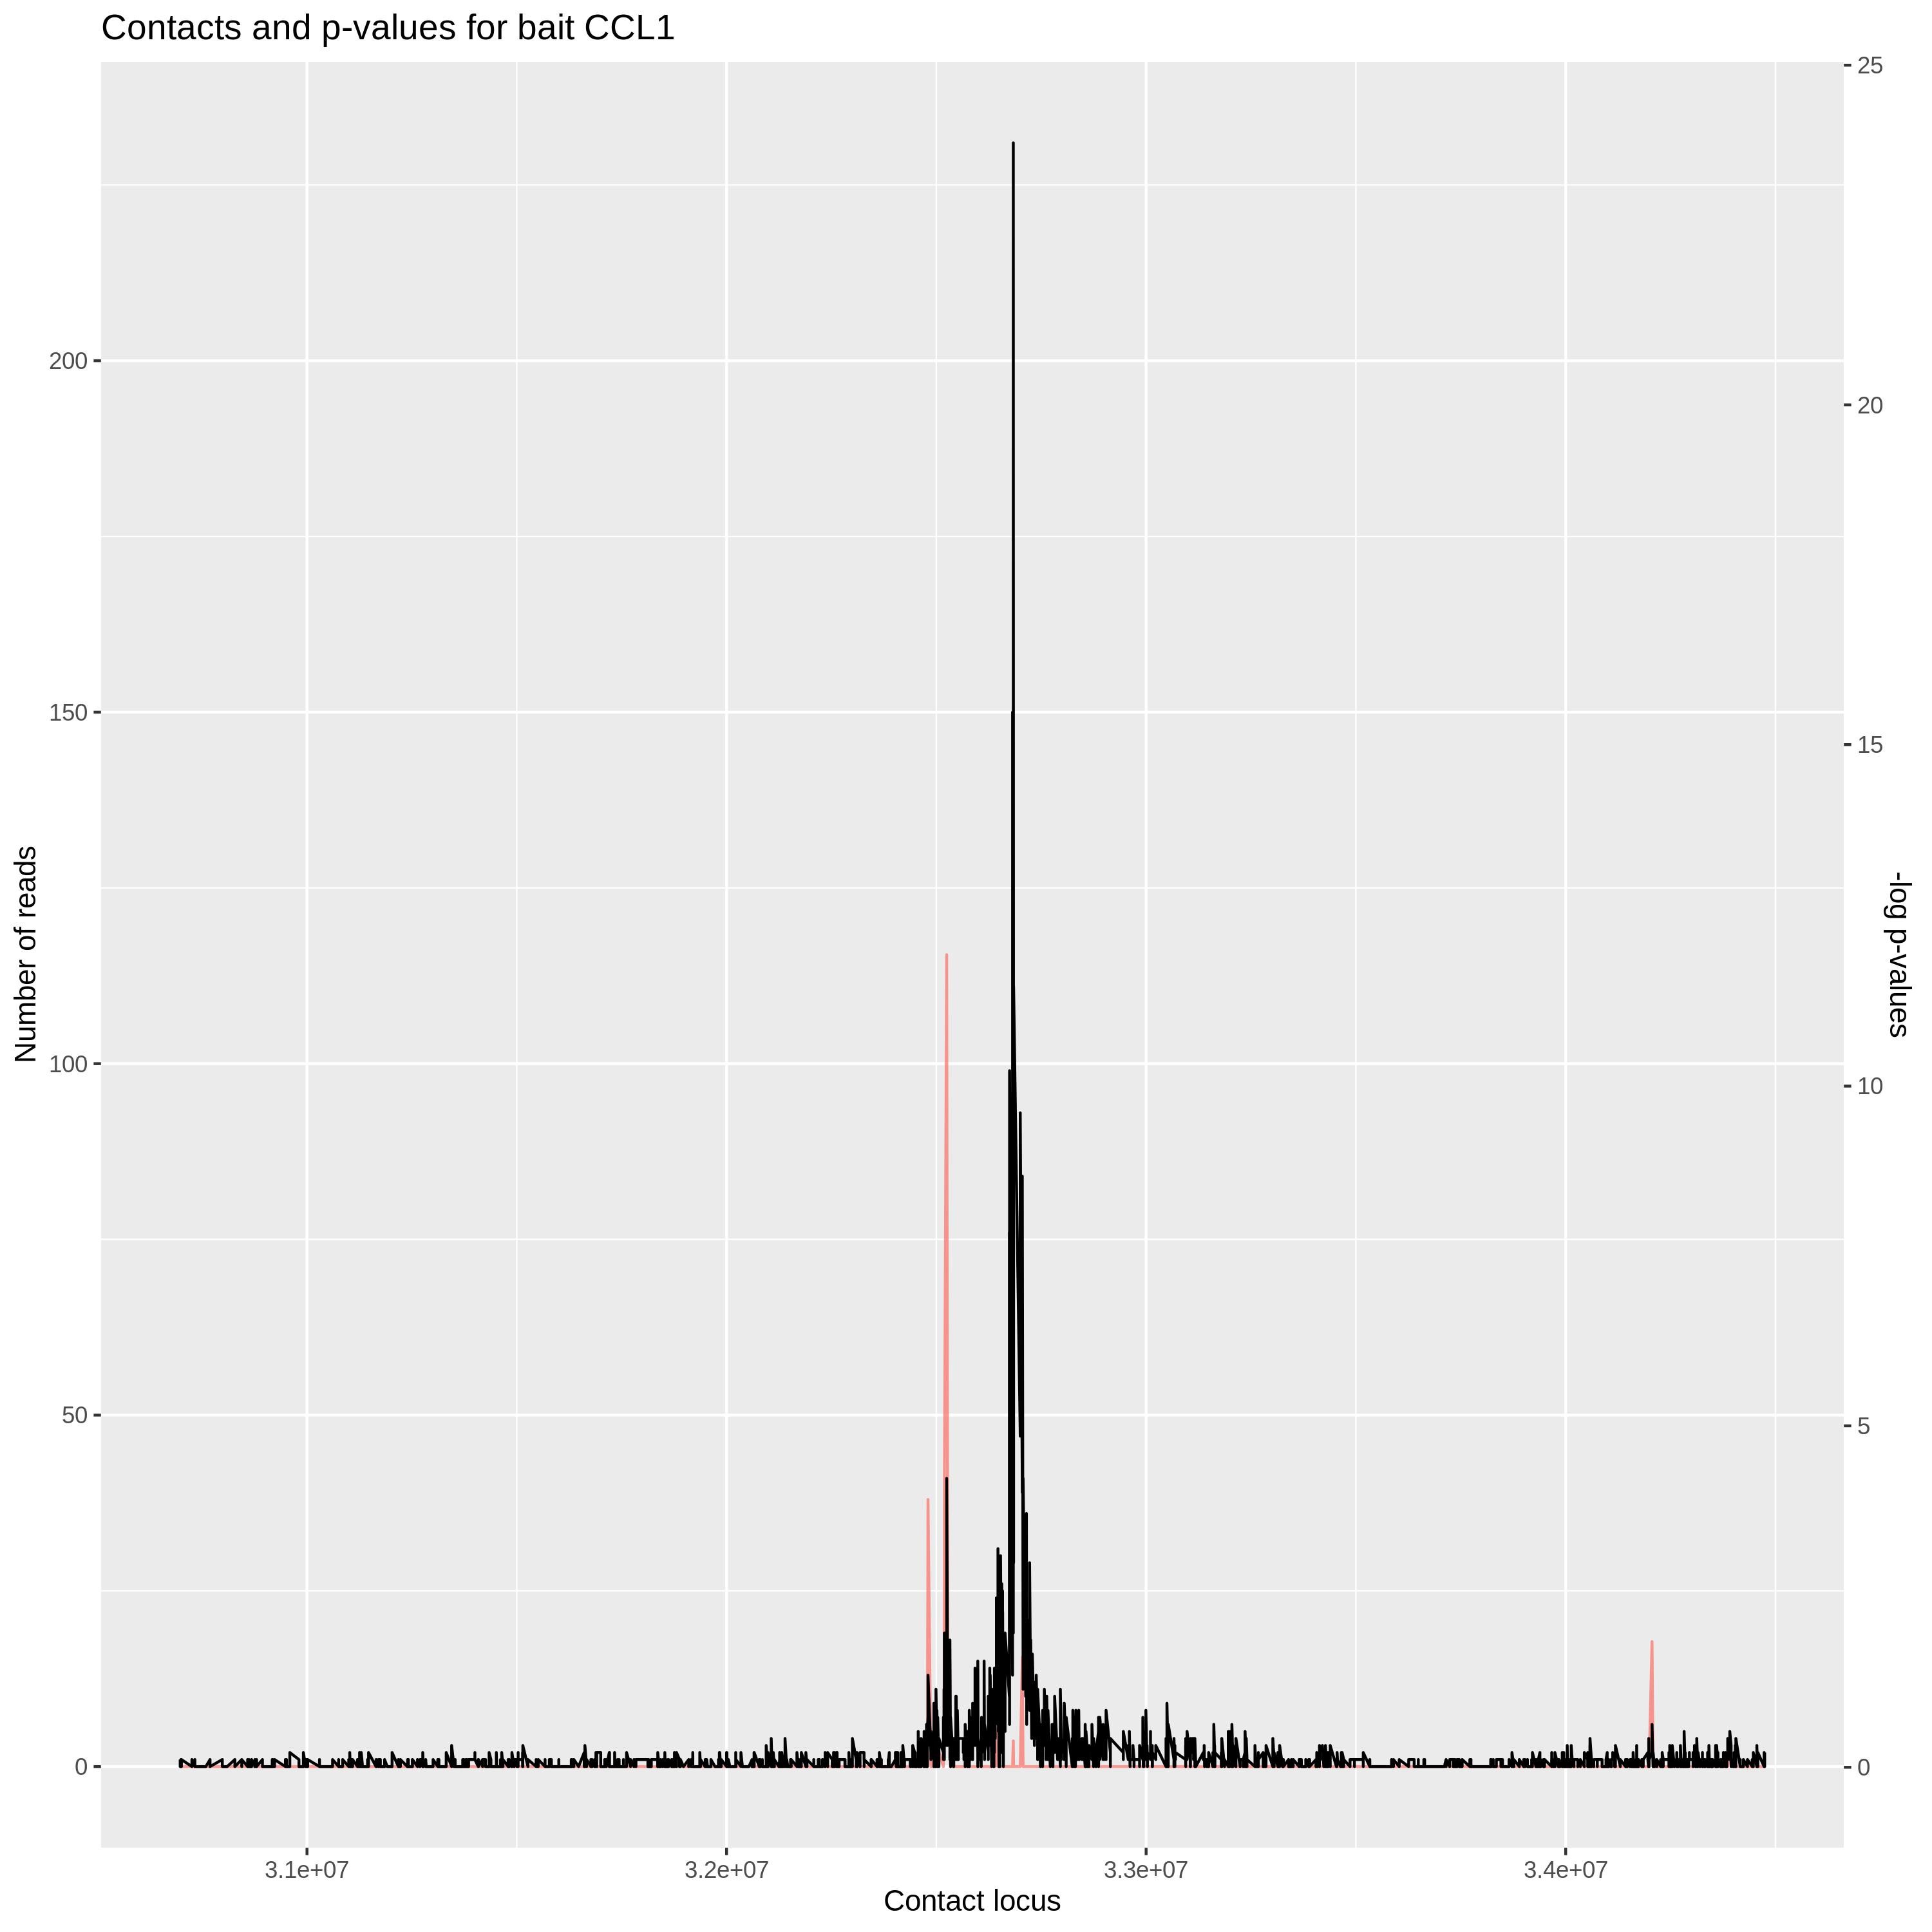 Contacts and p-values for bait CCL1
Number of reads
200
150
100
50
0
25
20
15
10
5
0
-log p-values
3.1e+07 3.2e+07 3.3e+07 3.4e+07
Contact locus